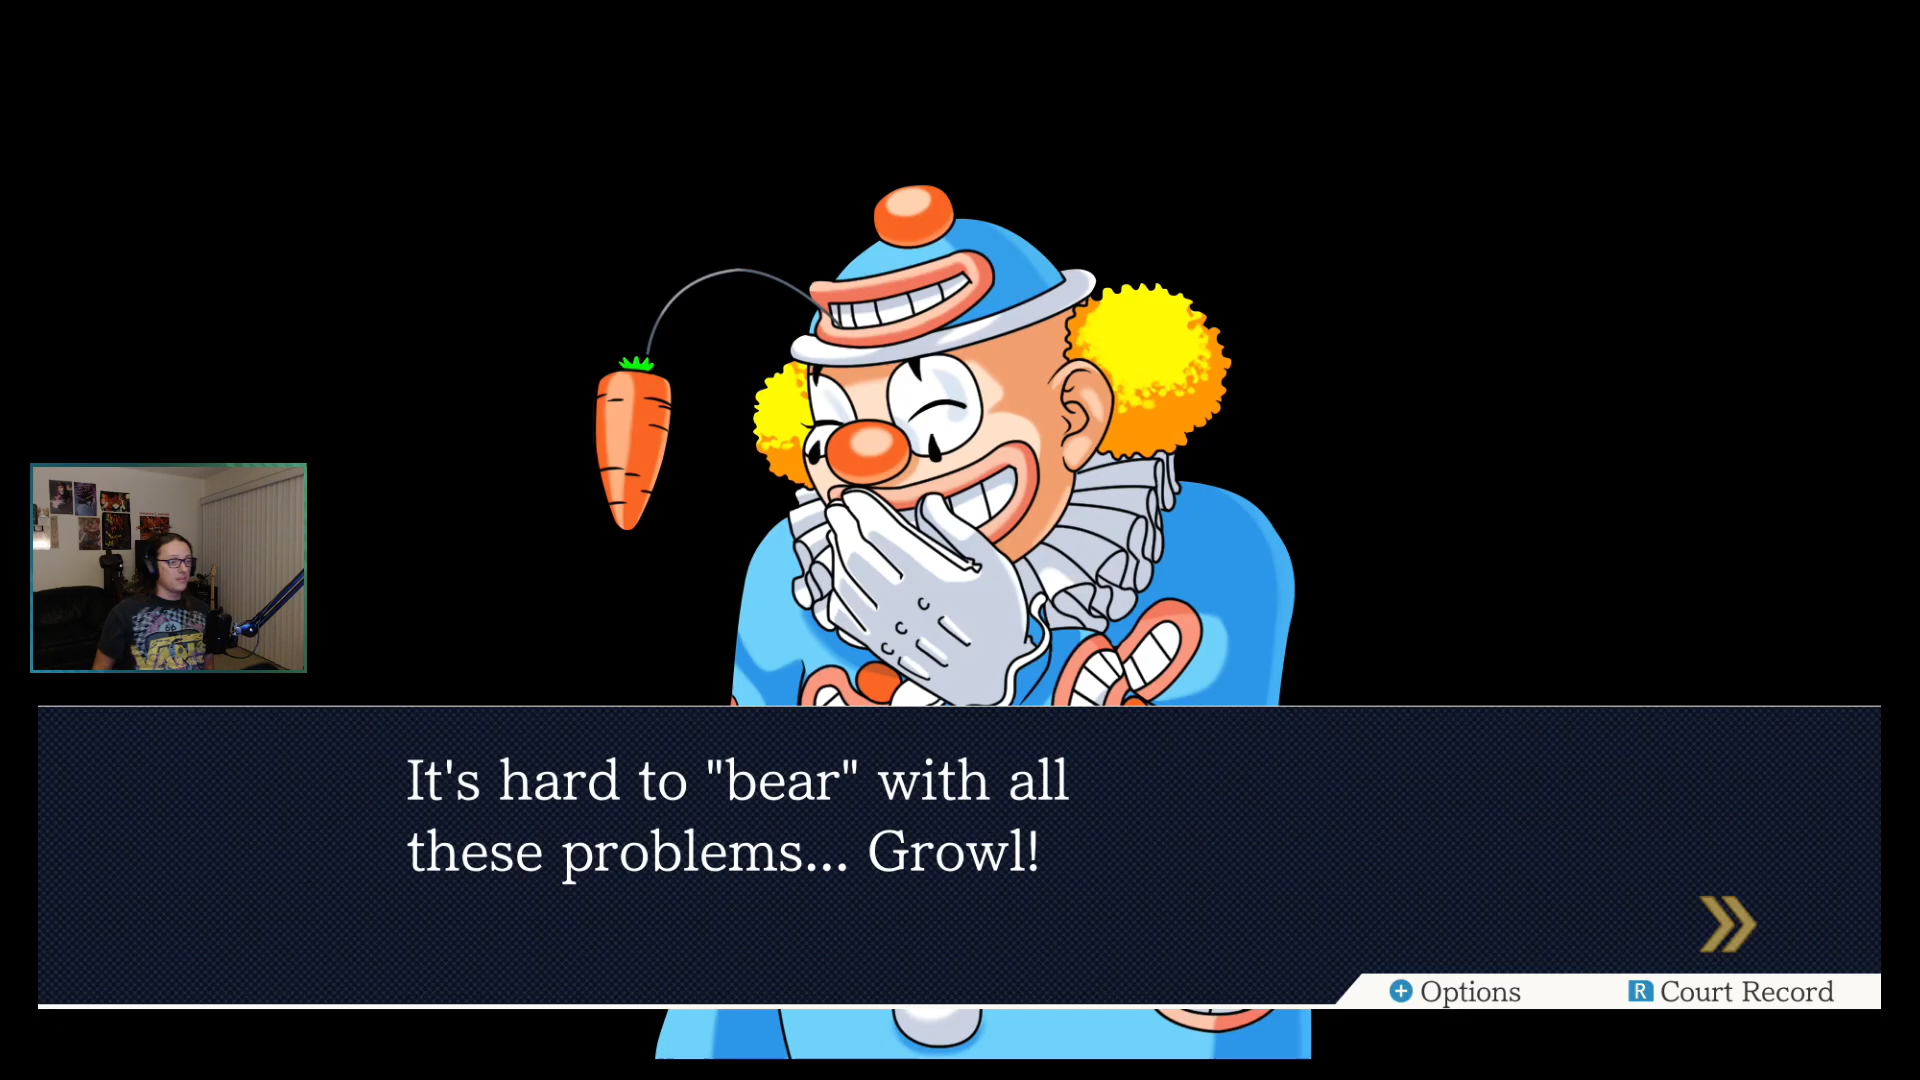 It's hard to "bear" with all
these problems... Growl!
+ Options
R Court Record